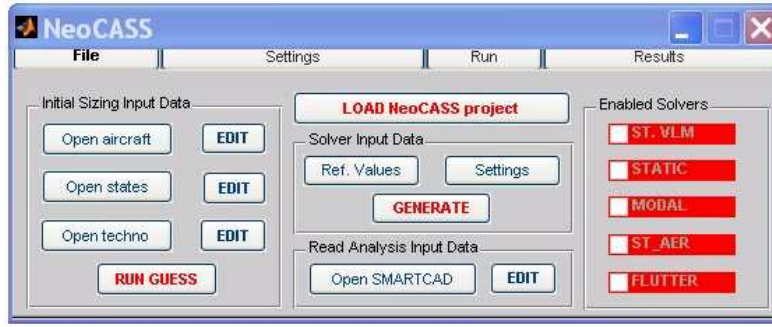 NeoCASS
File Settings Run Results
Initial Sizing Input Data
Open aircraft EDIT
Open states EDIT
Open techno EDIT
RUN GUESS
LOAD NeoCASS project
Solver Input Data
Ref. Values Settings
GENERATE
Read Analysis Input Data
Open SMARTCAD EDIT
Enabled Solvers
ST. VLM
STATIC
MODAL
ST_AER
FLUTTER